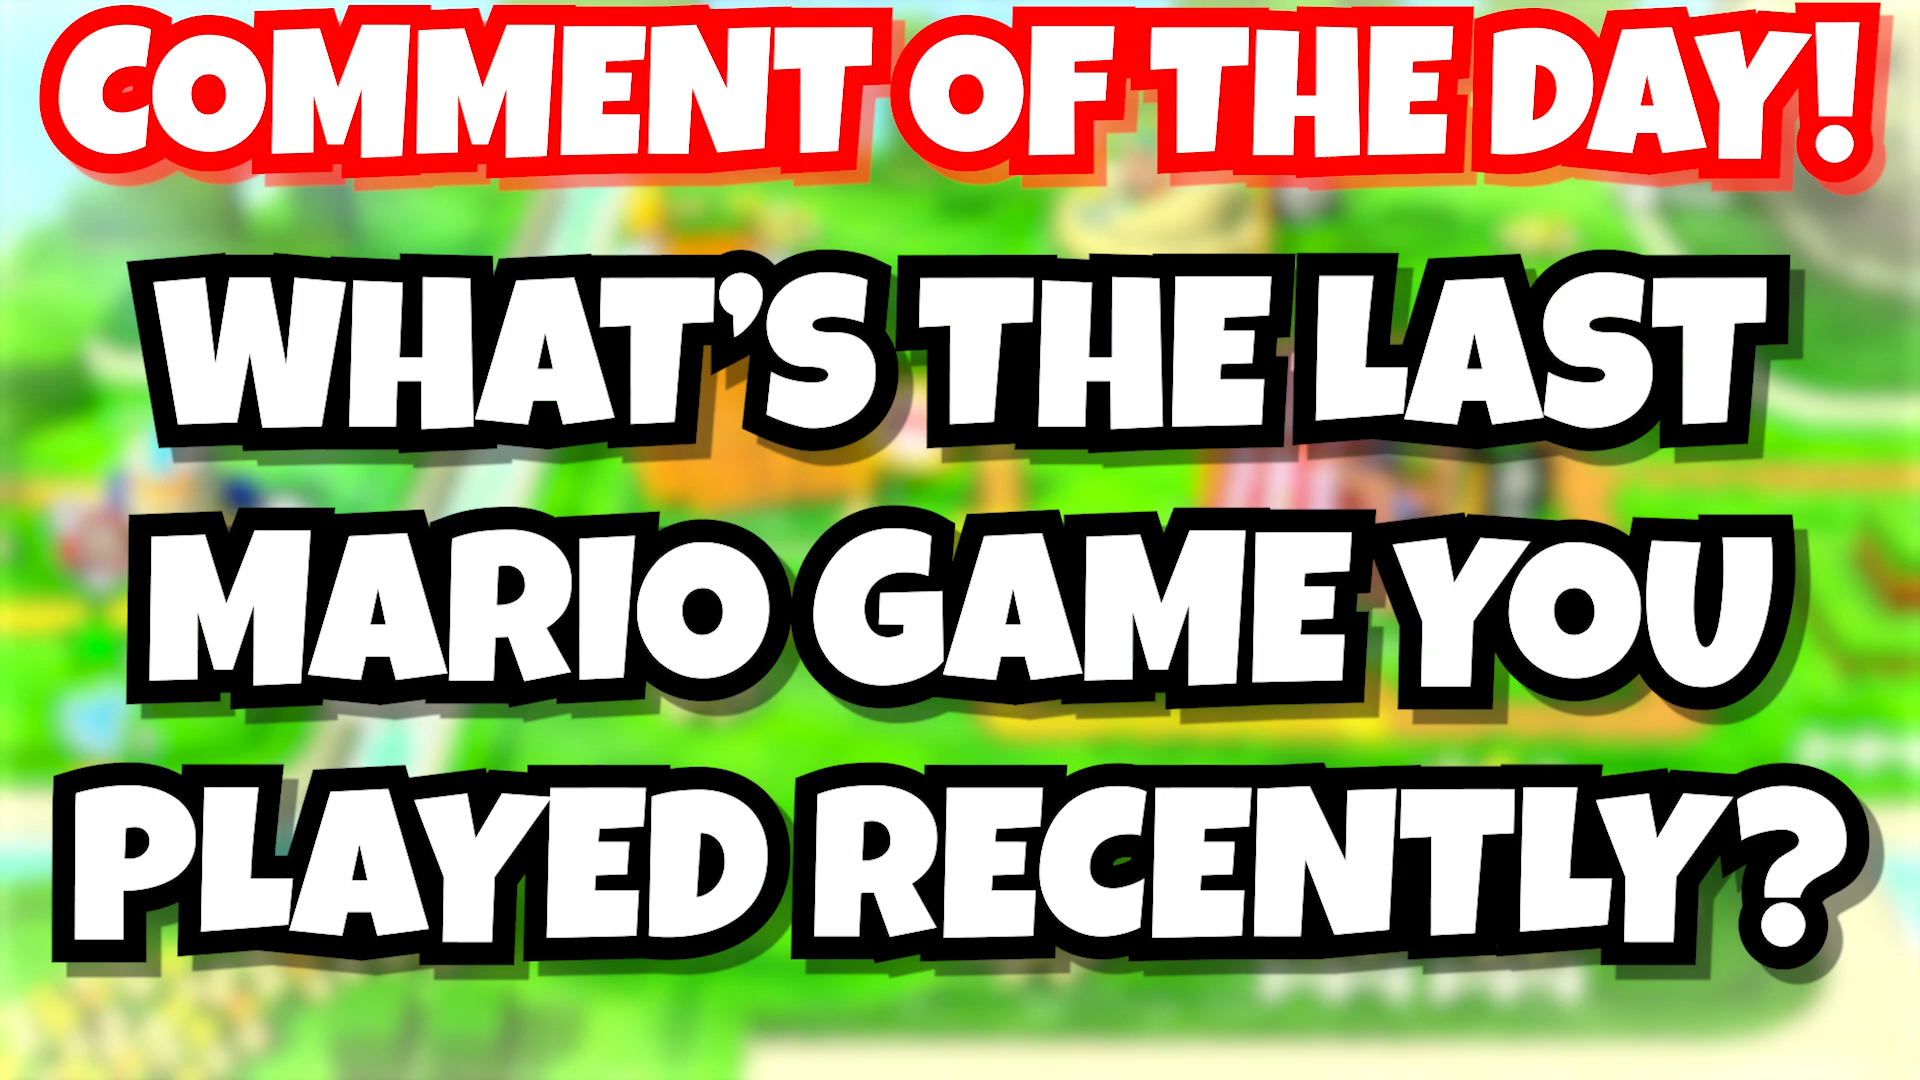 COMMENT OF THE DAY!
WHAT'S THE LAST
MARIO GAME YOU
PLAYED RECENTLY?